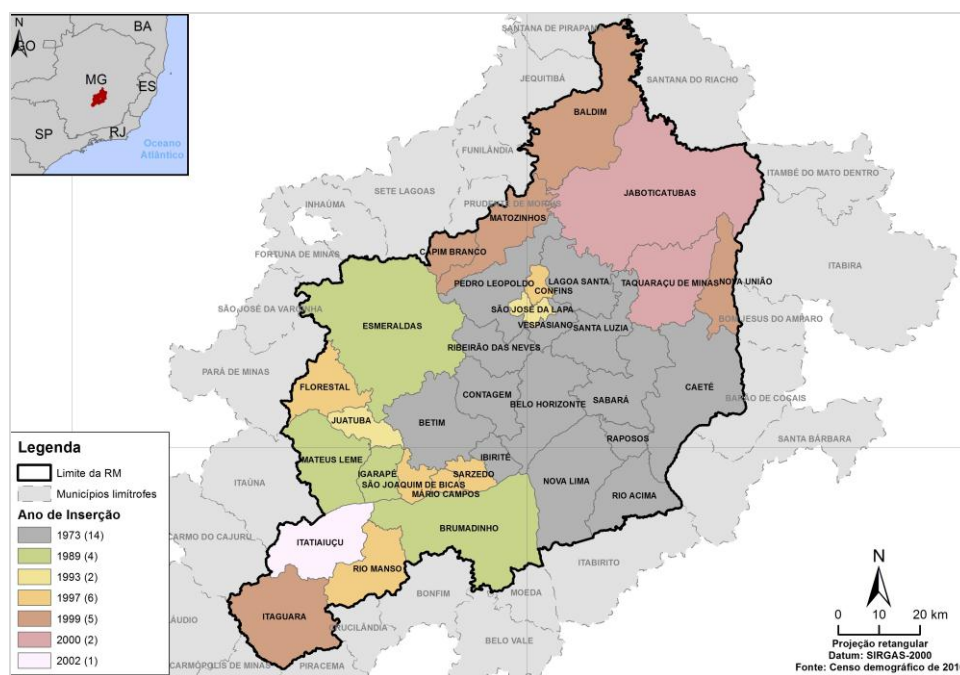 N
GO
BA
MG
ES
SP
RJ
Oceano
Atlântico
SANTANA DE PIRAPAMA
JEQUITIBÁ
SANTANA DO RIACHO
BALDIM
FUNILÂNDIA
ITAMBÉ DO MATO DENTRO
SETE LAGOAS
JABOTICATUBAS
INHAÚMA
PRUDENTE DE MORAIS
MATOZINHOS
CAPIM BRANCO
FORTUNA DE MINAS
ITABIRA
PEDRO LEOPOLDO
LAGOA SANTA
CONFINS
TAQUARAÇU DE MINAS
NOVA UNIÃO
SÃO JOSÉ DA VARGINHA
SÃO JOSÉ DA LAPA
BOM JESUS DO AMPARO
ESMERALDAS
VESPASIANO
SANTA LUZIA
RIBEIRÃO DAS NEVES
PARÁ DE MINAS
FLORESTAL
CAETÉ
CONTAGEM
BELO HORIZONTE
SABARÁ
BARÃO DE COCAIS
JUATUBA
BETIM
RAPOSOS
SANTA BÁRBARA
MATEUS LEME
IBIRITÉ
IGARAPÉ
SARZEDO
ITAÚNA
SÃO JOAQUIM DE BICAS
NOVA LIMA
MÁRIO CAMPOS
RIO ACIMA
BRUMADINHO
CARMO DO CAJURU
ITATIAIUÇU
ITABIRITO
RIO MANSO
BONFIM
MOEDA
ITAGUARA
CRUCILÂNDIA
CLÁUDIO
BELO VALE
CARMÓPOLIS DE MINAS
PIRACEMA
Legenda
Limite da RM
Municípios limítrofes
Ano de Inserção
1973 (14)
1989 (4)
1993 (2)
1997 (6)
1999 (5)
2000 (2)
2002 (1)
N
0 10 20 km
Projeção retangular
Datum: SIRGAS-2000
Fonte: Censo demográfico de 2010